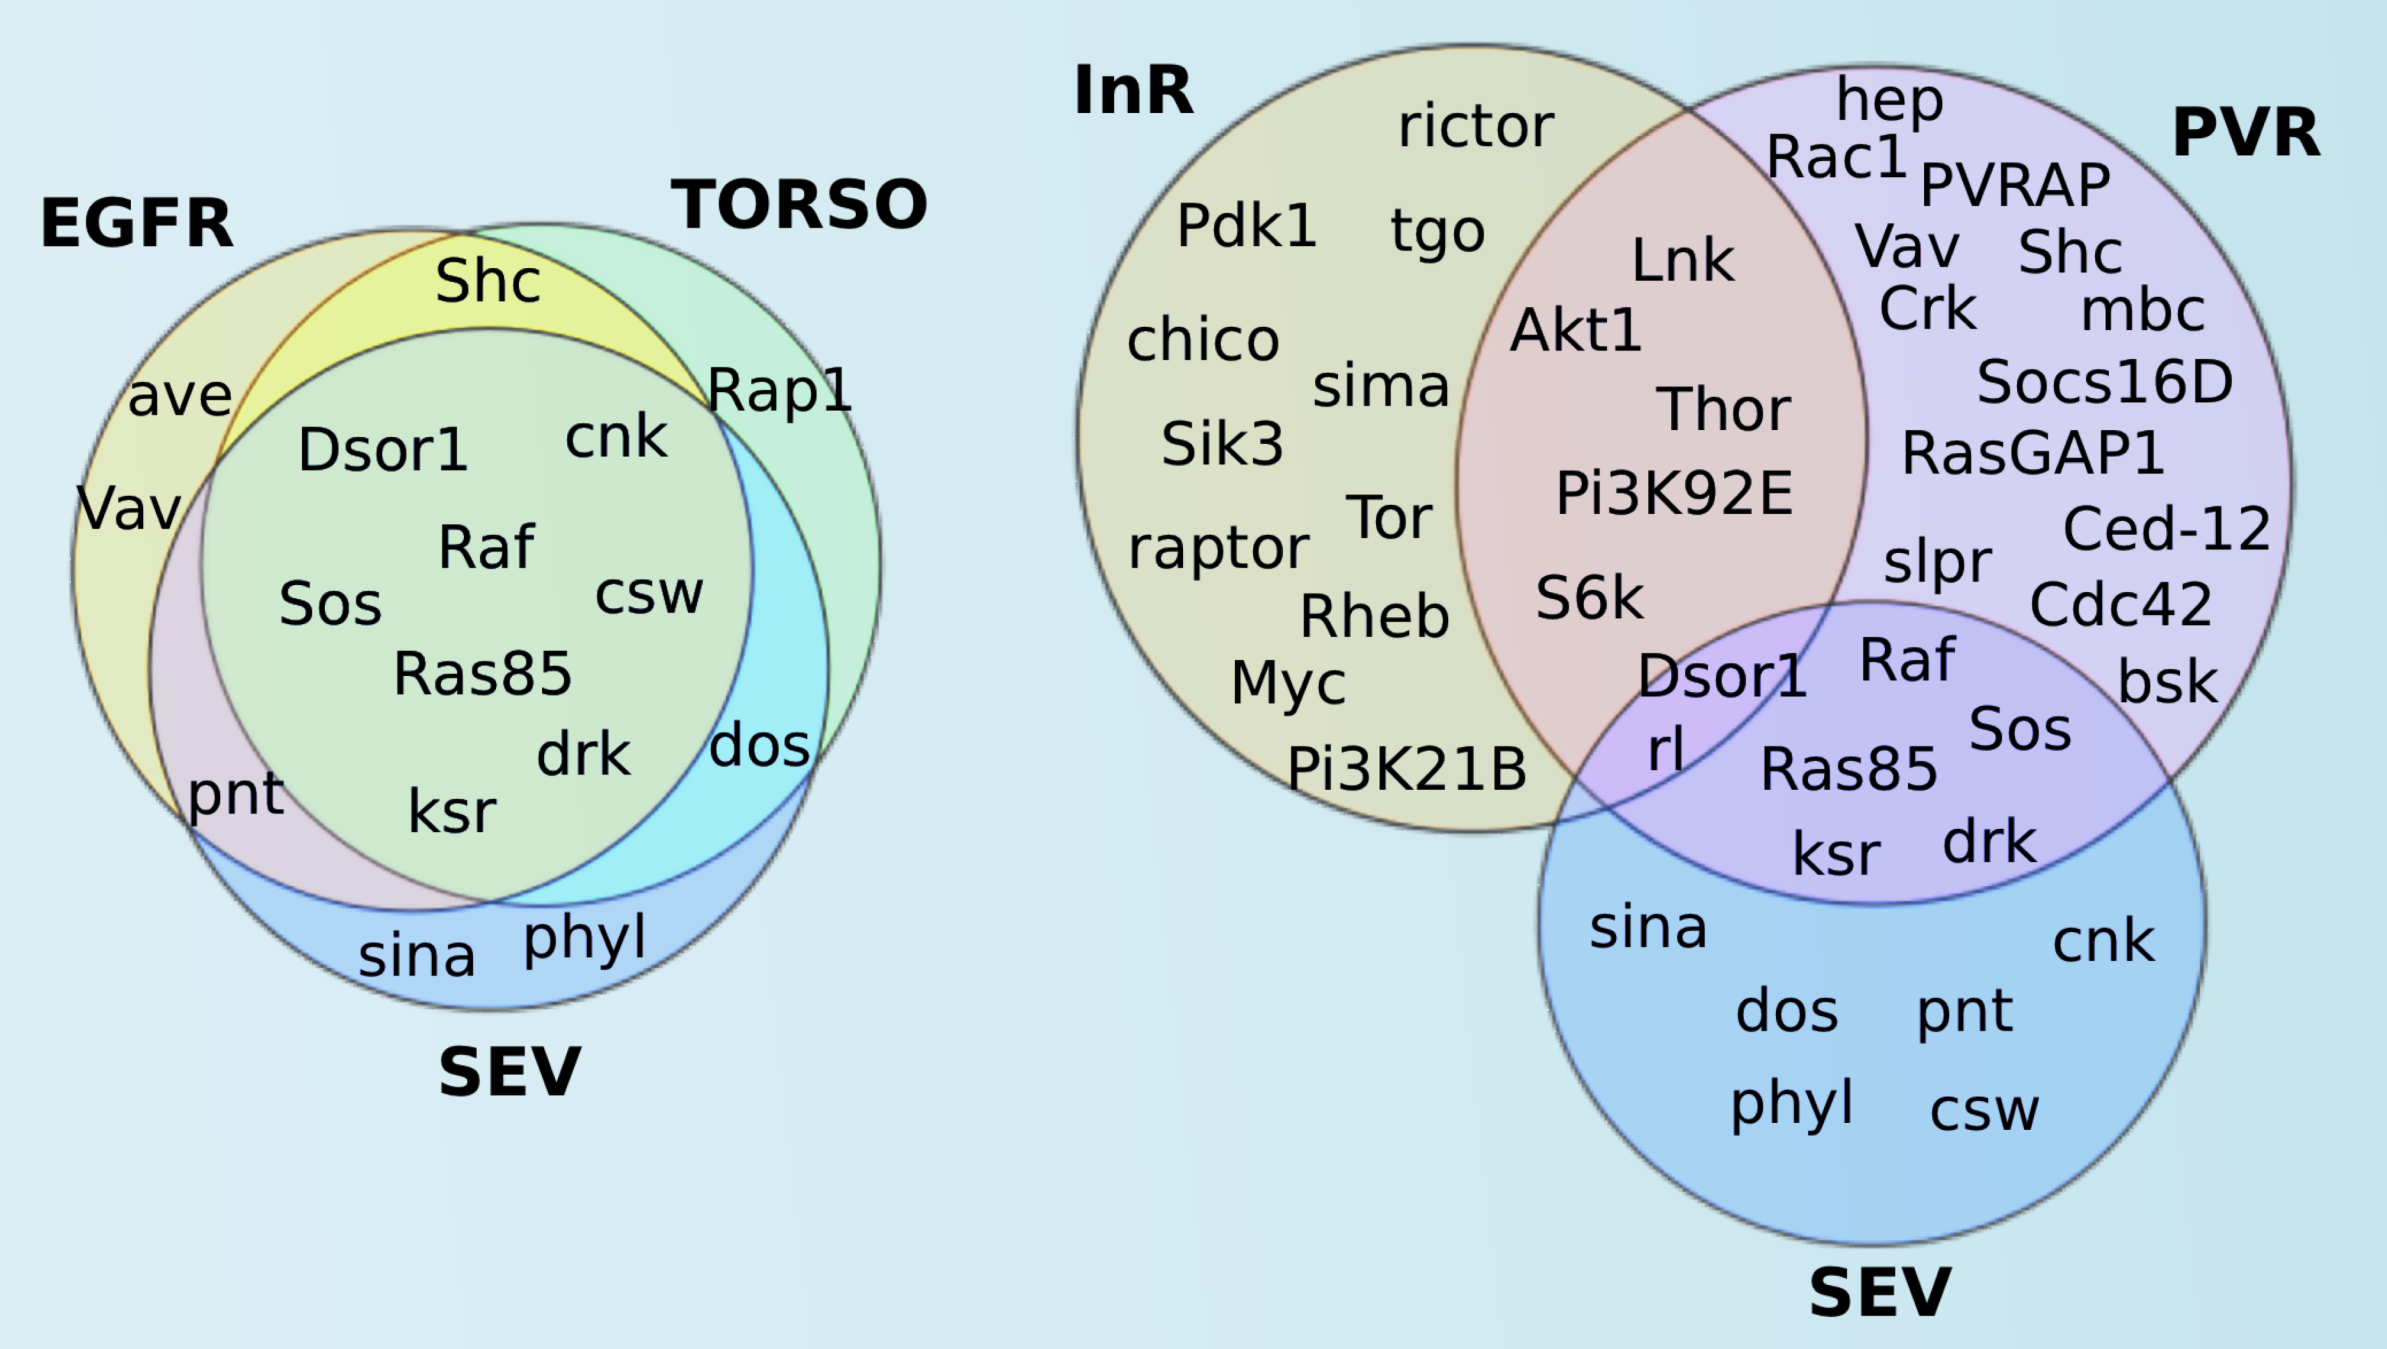 EGFR
TORSO
Shc
ave
Rap1
Dsor1
cnk
Vav
Raf
Sos
csw
Ras85
drk
dos
pnt
ksr
sina
phyl
SEV
InR
PVR
rictor
Pdk1
tgo
chico
sima
Sik3
Tor
raptor
Rheb
Myc
Pi3K21B
Lnk
Akt1
Thor
Pi3K92E
S6k
hep
Rac1
PVRAP
Vav
Shc
Crk
mbc
Socs16D
RasGAP1
Ced-12
slpr
Cdc42
bsk
Dsor1
rl
Raf
Sos
Ras85
ksr
drk
sina
cnk
dos
pnt
phyl
csw
SEV